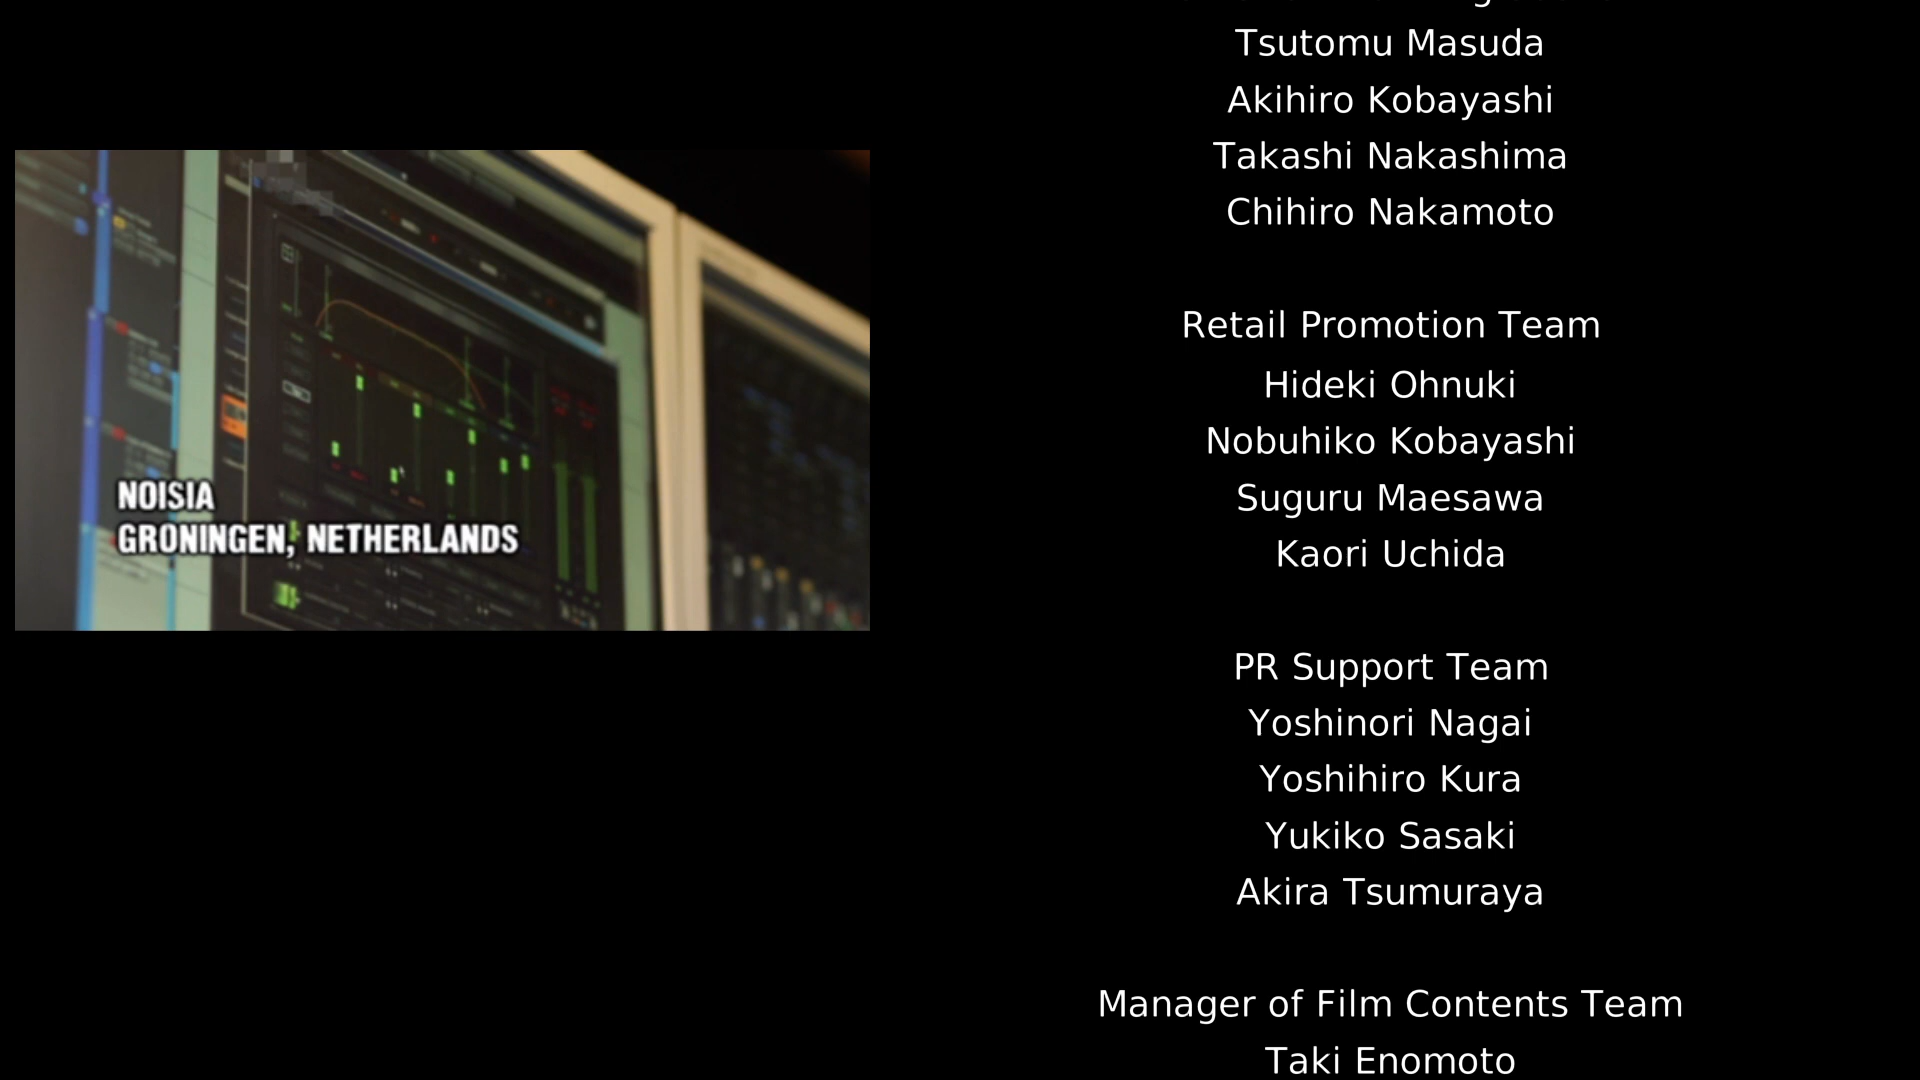 NOISIA
GRONINGEN, NETHERLANDS
Tsutomu Masuda
Akihiro Kobayashi
Takashi Nakashima
Chihiro Nakamoto
Retail Promotion Team
Hideki Ohnuki
Nobuhiko Kobayashi
Suguru Maesawa
Kaori Uchida
PR Support Team
Yoshinori Nagai
Yoshihiro Kura
Yukiko Sasaki
Akira Tsumuraya
Manager of Film Contents Team
Taki Enomoto